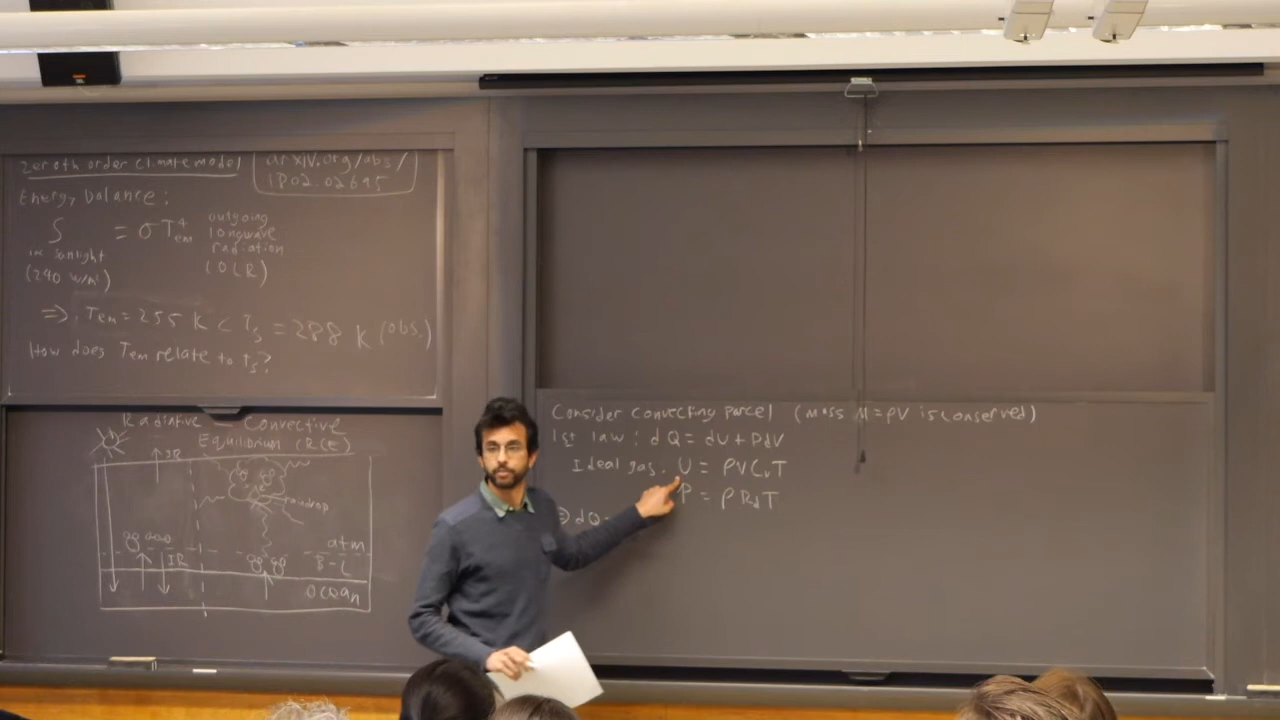 Zeroth order climate model
arxiv.org/abs/
1802.02695
Energy balance:
S = σT⁴em
outgoing
longwave
radiation
(OLR)
in sunlight
(240 W/m²)
⇒ Tem = 255 K < Ts = 288 K (obs.)
How does Tem relate to Ts?
Radiative Convective
Equilibrium (RCE)
IR
raindrop
IR
atm
B-L
ocean
Consider convecting parcel (mass M = ρV is conserved)
1st law: dQ = dU + pdV
Ideal gas. U = ρVCvT
P = ρRdT
⇒ dQ =